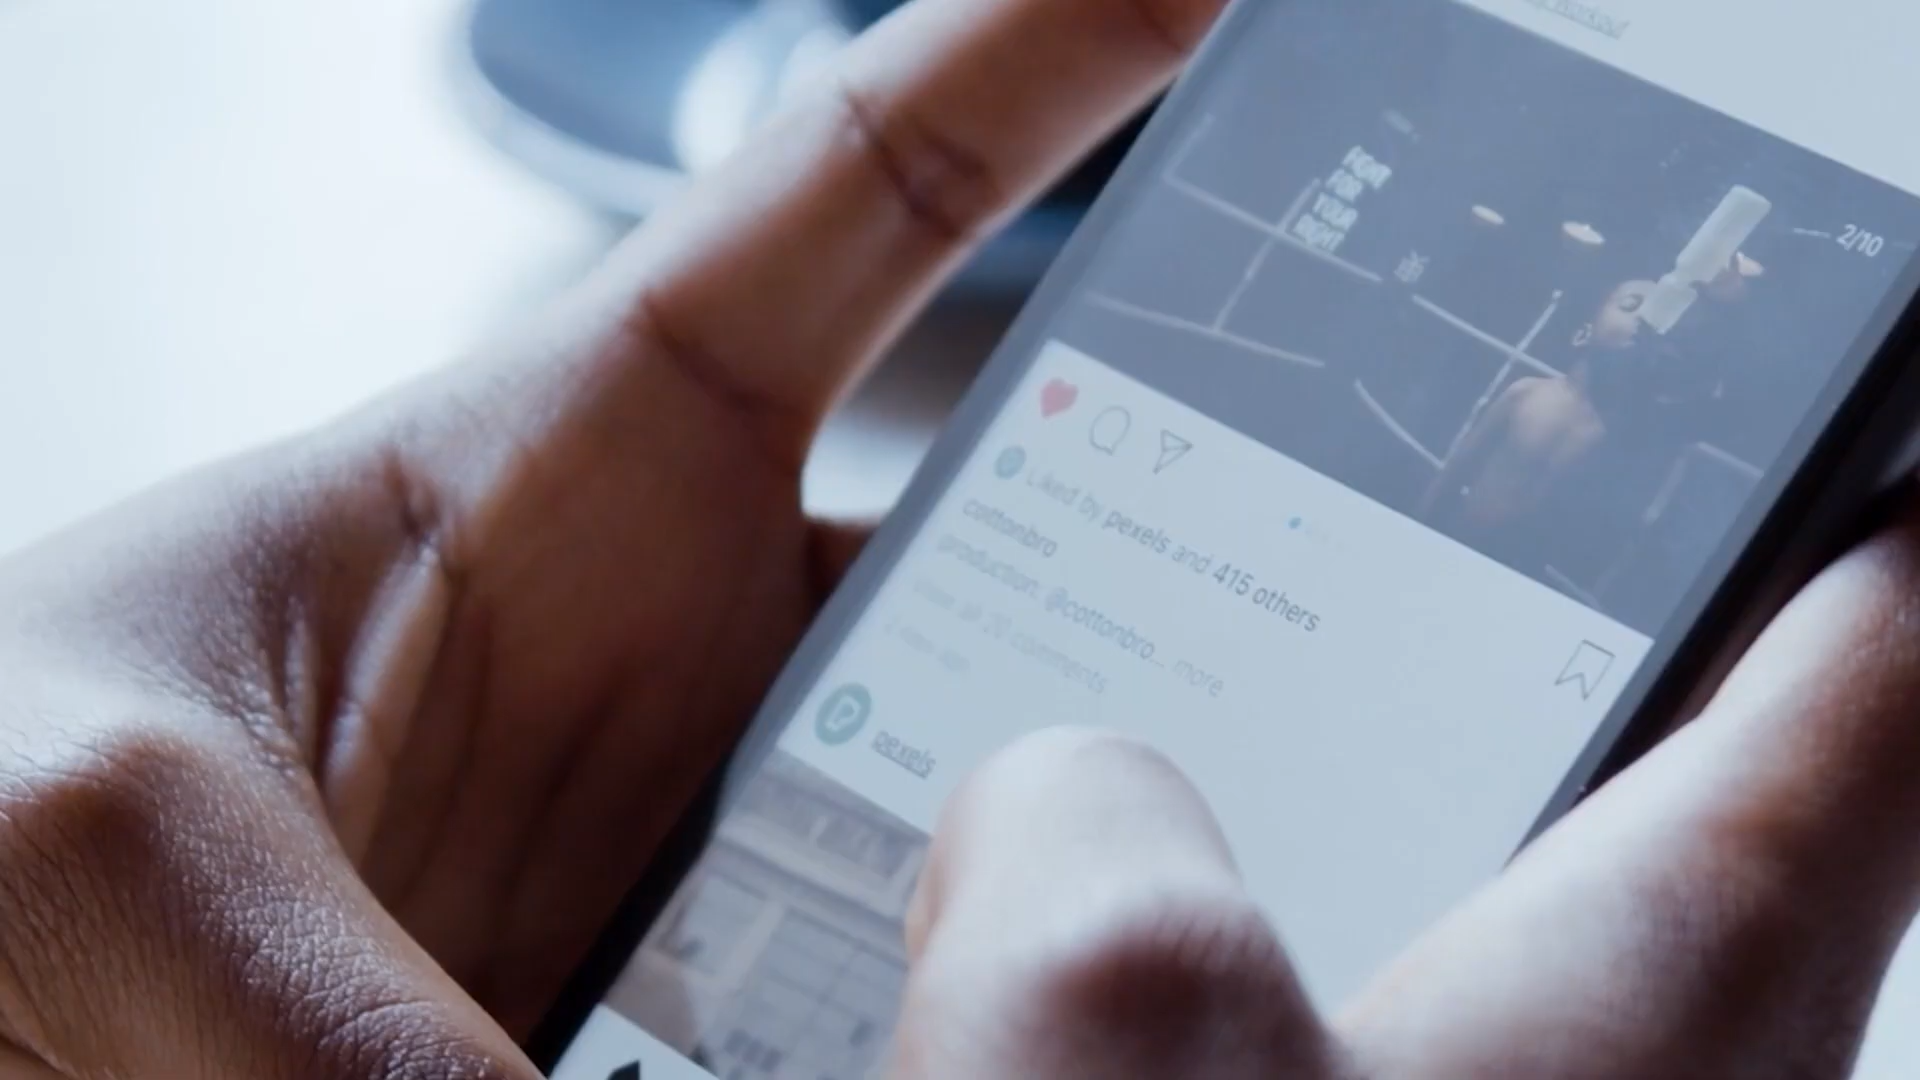 FIGHT
FOR
YOUR
RIGHT
2/10
Liked by pexels and 415 others
cottonbro
production: @cottonbro... more
View all 20 comments
pexels